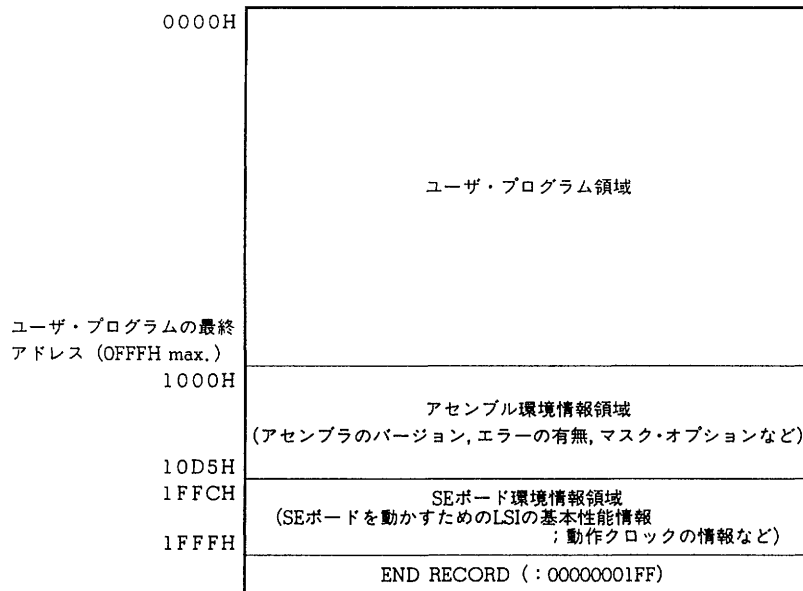 0000H
ユーザ・プログラム領域
ユーザ・プログラムの最終
アドレス（0FFFH max.）
1000H
アセンブル環境情報領域
(アセンブラのバージョン, エラーの有無, マスク・オプションなど)
10D5H
1FFCH
SEボード環境情報領域
(SEボードを動かすためのLSIの基本性能情報
；動作クロックの情報など)
1FFFH
END RECORD（：00000001FF)